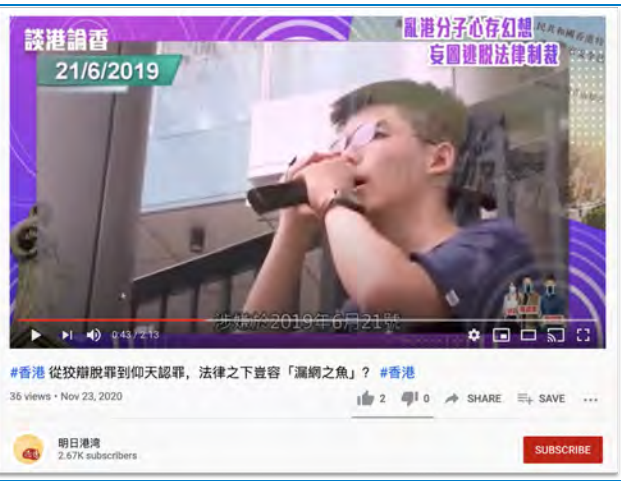 談港論香
21/6/2019
亂港分子心存幻想
妄圖逃脱法律制裁
涉嫌於2019年6月21號
0:43 / 2:13
#香港 從狡辯脫罪到仰天認罪，法律之下豈容「漏網之魚」？ #香港
36 views • Nov 23, 2020
2
0
SHARE
SAVE
明日港湾
2.67K subscribers
SUBSCRIBE